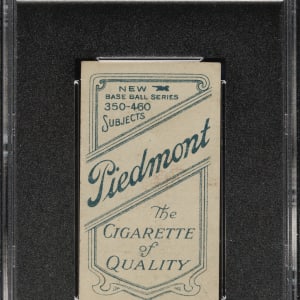 NEW
BASE BALL SERIES
350-460
SUBJECTS
Piedmont
The
CIGARETTE
of
QUALITY